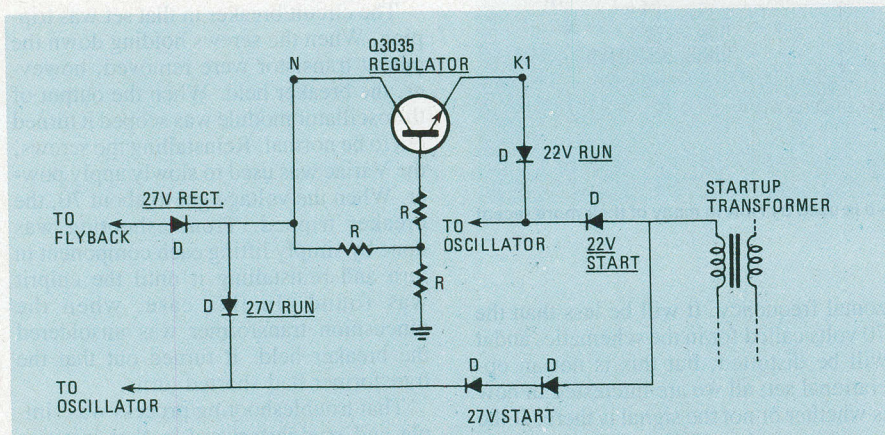 Q3035
REGULATOR
N
K1
D
22V RUN
27V RECT.
TO
FLYBACK
D
R
R
R
TO
OSCILLATOR
D
22V
START
STARTUP
TRANSFORMER
D
27V RUN
TO
OSCILLATOR
D
D
27V START